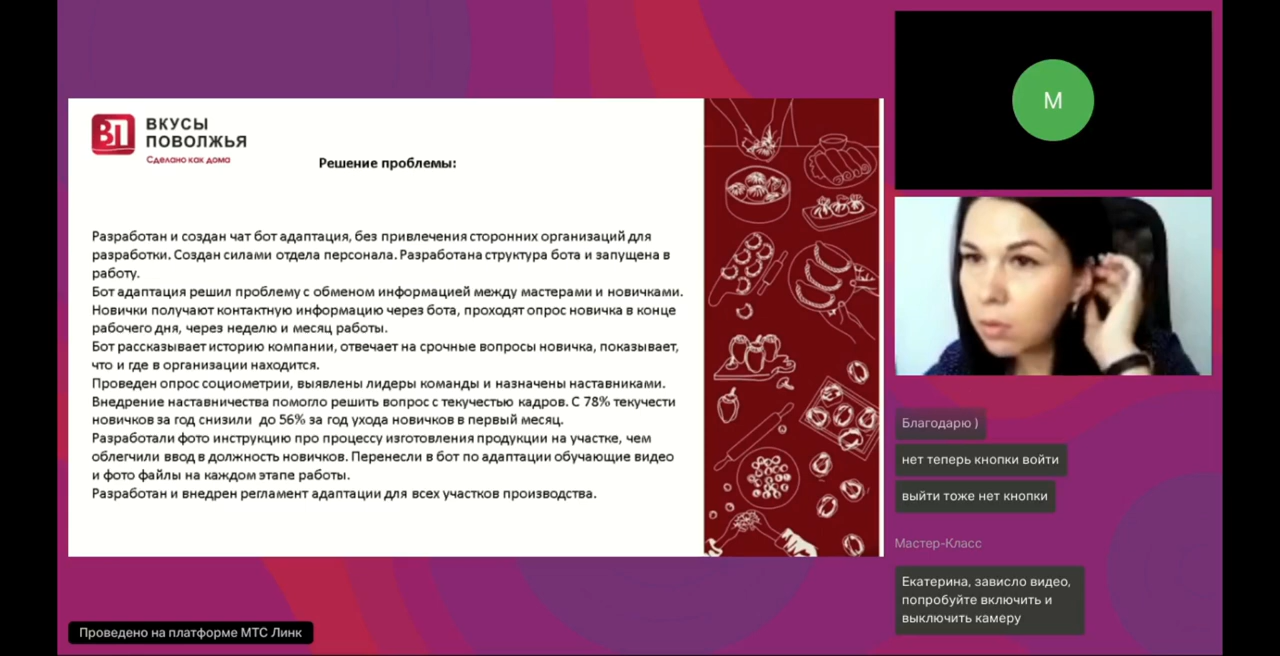 ВП
ВКУСЫ
ПОВОЛЖЬЯ
Сделано как дома
Решение проблемы:
Разработан и создан чат бот адаптация, без привлечения сторонних организаций для
разработки. Создан силами отдела персонала. Разработана структура бота и запущена в
работу.
Бот адаптация решил проблему с обменом информацией между мастерами и новичками.
Новички получают контактную информацию через бота, проходят опрос новичка в конце
рабочего дня, через неделю и месяц работы.
Бот рассказывает историю компании, отвечает на срочные вопросы новичка, показывает,
что и где в организации находится.
Проведен опрос социометрии, выявлены лидеры команды и назначены наставниками.
Внедрение наставничества помогло решить вопрос с текучестью кадров. С 78% текучести
новичков за год снизили до 56% за год ухода новичков в первый месяц.
Разработали фото инструкцию про процессу изготовления продукции на участке, чем
облегчили ввод в должность новичков. Перенесли в бот по адаптации обучающие видео
и фото файлы на каждом этапе работы.
Разработан и внедрен регламент адаптации для всех участков производства.
М
Благодарю )
нет теперь кнопки войти
выйти тоже нет кнопки
Мастер-Класс
Екатерина, зависло видео,
попробуйте включить и
выключить камеру
Проведено на платформе МТС Линк